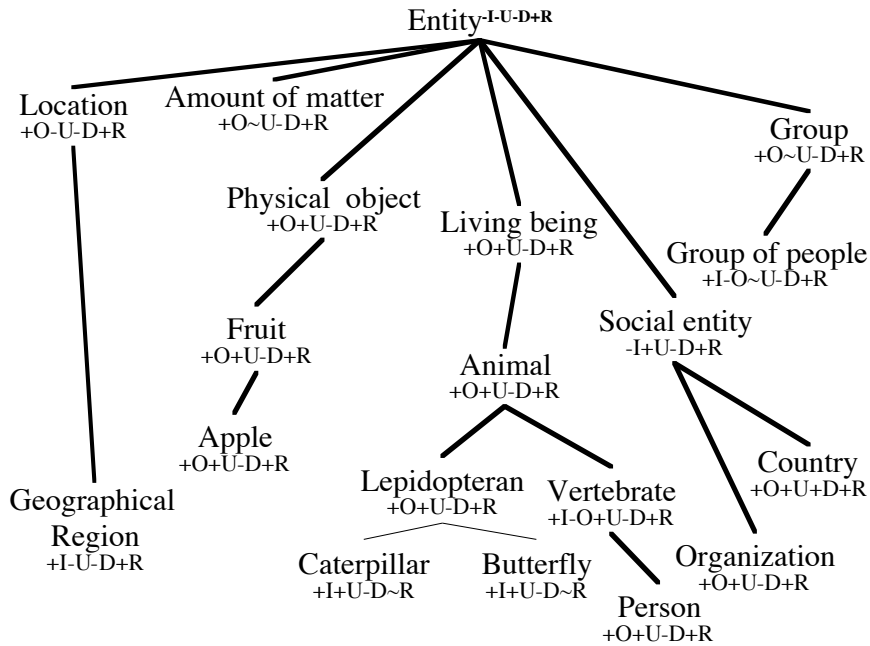 Entity-I-U-D+R
Location
+O-U-D+R
Amount of matter
+O~U-D+R
Group
+O~U-D+R
Physical object
+O+U-D+R
Living being
+O+U-D+R
Group of people
+I-O~U-D+R
Fruit
+O+U-D+R
Social entity
-I+U-D+R
Animal
+O+U-D+R
Apple
+O+U-D+R
Country
+O+U+D+R
Geographical
Region
+I-U-D+R
Lepidopteran
+O+U-D+R
Vertebrate
+I-O+U-D+R
Caterpillar
+I+U-D~R
Butterfly
+I+U-D~R
Organization
+O+U-D+R
Person
+O+U-D+R